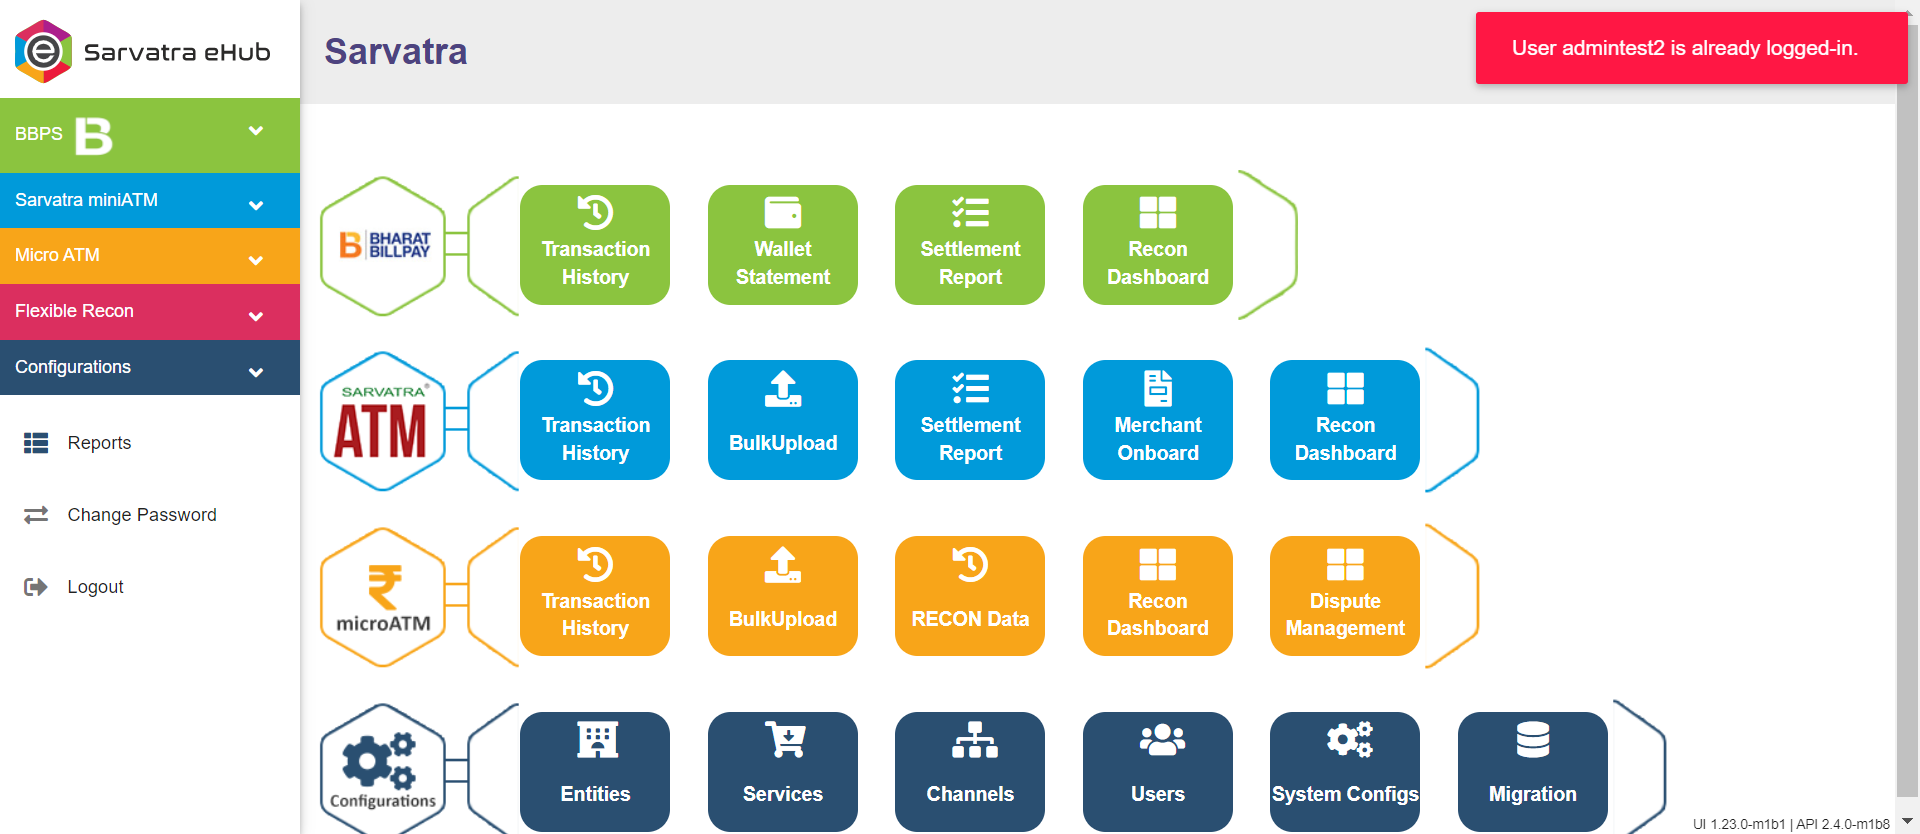 Sarvatra eHub
Sarvatra
User admintest2 is already logged-in.
BBPS B
Sarvatra miniATM
Micro ATM
Flexible Recon
Configurations
Reports
Change Password
Logout
B BHARAT
BILLPAY
Transaction
History
Wallet
Statement
Settlement
Report
Recon
Dashboard
SARVATRA®
ATM
Transaction
History
BulkUpload
Settlement
Report
Merchant
Onboard
Recon
Dashboard
₹
microATM
Transaction
History
BulkUpload
RECON Data
Recon
Dashboard
Dispute
Management
Configurations
Entities
Services
Channels
Users
System Configs
Migration
UI 1.23.0-m1b1 | API 2.4.0-m1b8